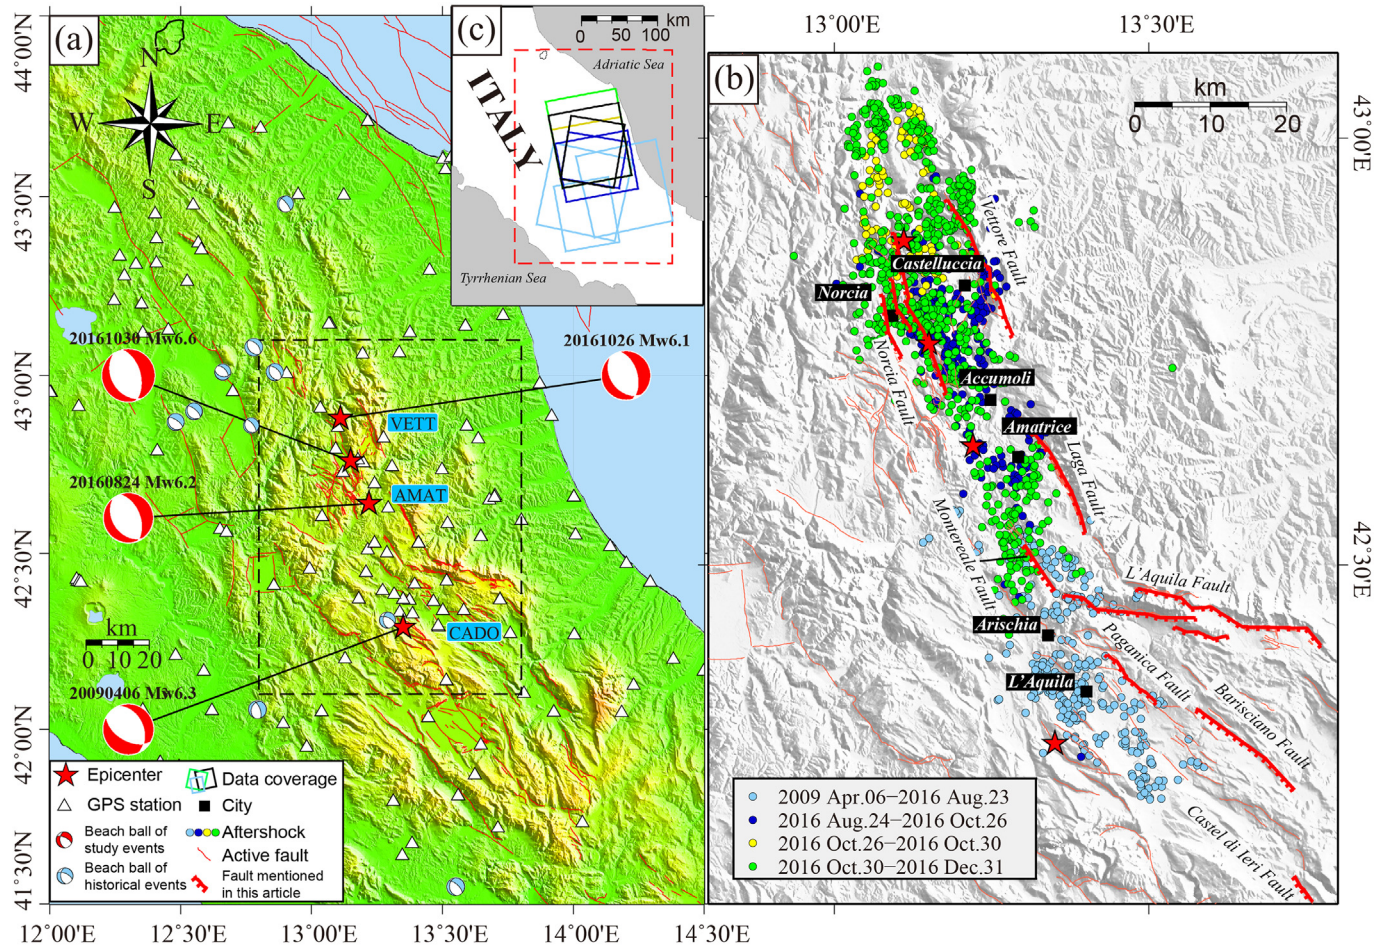 (a)
N
W
E
S
44°00'N
43°30'N
43°00'N
42°30'N
42°00'N
41°30'N
20161030 Mw6.6
20161026 Mw6.1
20160824 Mw6.2
20090406 Mw6.3
VETT
AMAT
CADO
km
0 10 20
Epicenter
Data coverage
GPS station
City
Beach ball of
study events
Aftershock
Active fault
Beach ball of
historical events
Fault mentioned
in this article
12°00'E
12°30'E
13°00'E
13°30'E
14°00'E
14°30'E
(c)
km
0 50 100
Adriatic Sea
ITALY
Tyrrhenian Sea
13°00'E
13°5'E
(b)
km
0 10 20
43°00'E
42°30'E
Vettore Fault
Castelluccia
Norcia
Norcia Fault
Accumoli
Amatrice
Laga Fault
Montereale Fault
L'Aquila Fault
Arischia
Paganica Fault
L'Aquila
Barisciano Fault
Castel di Ieri Fault
2009 Apr.06−2016 Aug.23
2016 Aug.24−2016 Oct.26
2016 Oct.26−2016 Oct.30
2016 Oct.30−2016 Dec.31